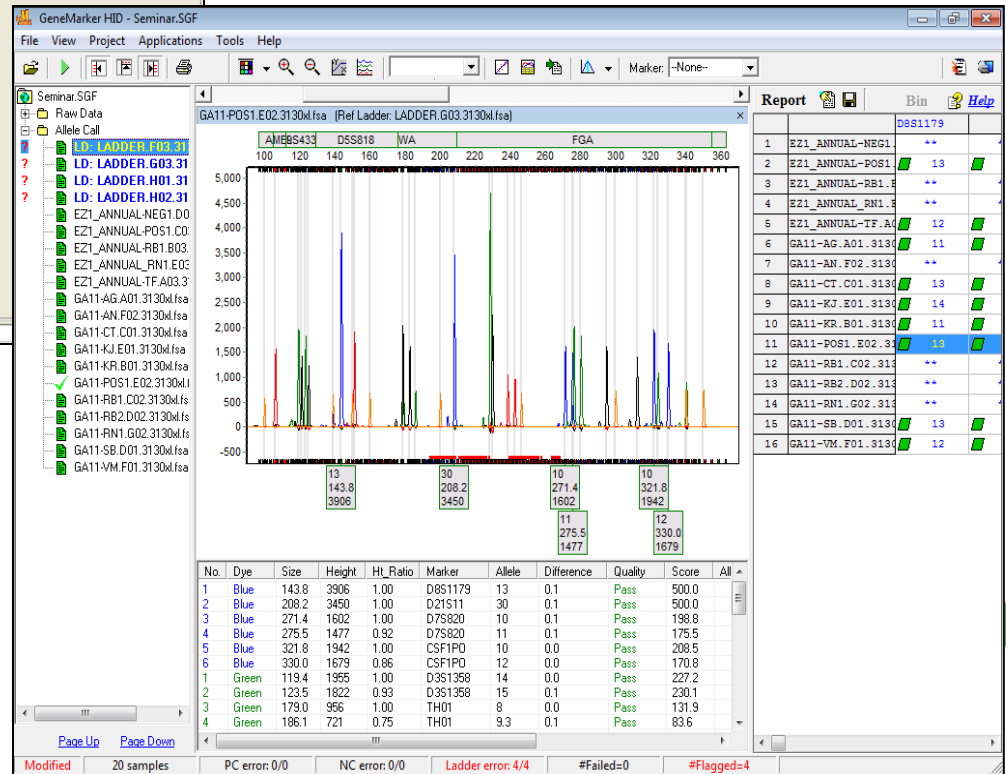 GeneMarker HID - Seminar.SGF
File View Project Applications Tools Help
Marker: --None--
Seminar.SGF
Raw Data
Allele Call
? LD: LADDER.F03.31
? LD: LADDER.G03.31
? LD: LADDER.H01.31
? LD: LADDER.H02.31
EZ1_ANNUAL-NEG1.D0
EZ1_ANNUAL-POS1.C0
EZ1_ANNUAL-RB1.B03.
EZ1_ANNUAL_RN1.E03
EZ1_ANNUAL-TF.A03.3
GA11-AG.A01.3130xl.fsa
GA11-AN.F02.3130xl.fsa
GA11-CT.C01.3130xl.fsa
GA11-KJ.E01.3130xl.fsa
GA11-KR.B01.3130xl.fsa
GA11-POS1.E02.3130xl.
GA11-RB1.C02.3130xl.fs
GA11-RB2.D02.3130xl.fs
GA11-RN1.G02.3130xl.fs
GA11-SB.D01.3130xl.fsa
GA11-VM.F01.3130xl.fsa
Page Up Page Down
GA11-POS1.E02.3130xl.fsa (Ref Ladder: LADDER.G03.3130xl.fsa) ×
D5S818 WA FGA
100 120 140 160 180 200 220 240 260 280 300 320 340 360
5,000
4,500
3,500
3,000
2,500
2,000
1,500
1,000
500
0
-500
13
143.8
3906
30
208.2
3450
10
271.4
1602
10
321.8
1942
11
275.5
1477
12
330.0
1679
No. Dye Size Height Ht_Ratio Marker Allele Difference Quality Score All
1 Blue 143.8 3906 1.00 D8S1179 13 0.1 Pass 500.0
2 Blue 208.2 3450 1.00 D21S11 30 0.1 Pass 500.0
3 Blue 271.4 1602 1.00 D7S820 10 0.1 Pass 198.8
4 Blue 275.5 1477 0.92 D7S820 11 0.1 Pass 175.5
5 Blue 321.8 1942 1.00 CSF1PO 10 0.0 Pass 208.5
6 Blue 330.0 1679 0.86 CSF1PO 12 0.0 Pass 170.8
1 Green 119.4 1955 1.00 D3S1358 14 0.0 Pass 227.2
2 Green 123.5 1822 0.93 D3S1358 15 0.1 Pass 230.1
3 Green 179.0 956 1.00 TH01 8 0.0 Pass 131.9
4 Green 186.1 721 0.75 TH01 9.3 0.1 Pass 83.6
Report Bin Help
D8S1179
1 EZ1_ANNUAL-NEG1. **
2 EZ1_ANNUAL-POS1. 13
3 EZ1_ANNUAL-RB1.B **
4 EZ1_ANNUAL_RN1.E **
5 EZ1_ANNUAL-TF.A0 12
6 GA11-AG.A01.3130 11
7 GA11-AN.F02.3130 **
8 GA11-CT.C01.3130 13
9 GA11-KJ.E01.3130 14
10 GA11-KR.B01.3130 11
11 GA11-POS1.E02.31 13
12 GA11-RB1.C02.313 **
13 GA11-RB2.D02.313 **
14 GA11-RN1.G02.313 **
15 GA11-SB.D01.3130 13
16 GA11-VM.F01.3130 12
Modified 20 samples PC error: 0/0 NC error: 0/0 Ladder error: 4/4 #Failed=0 #Flagged=4